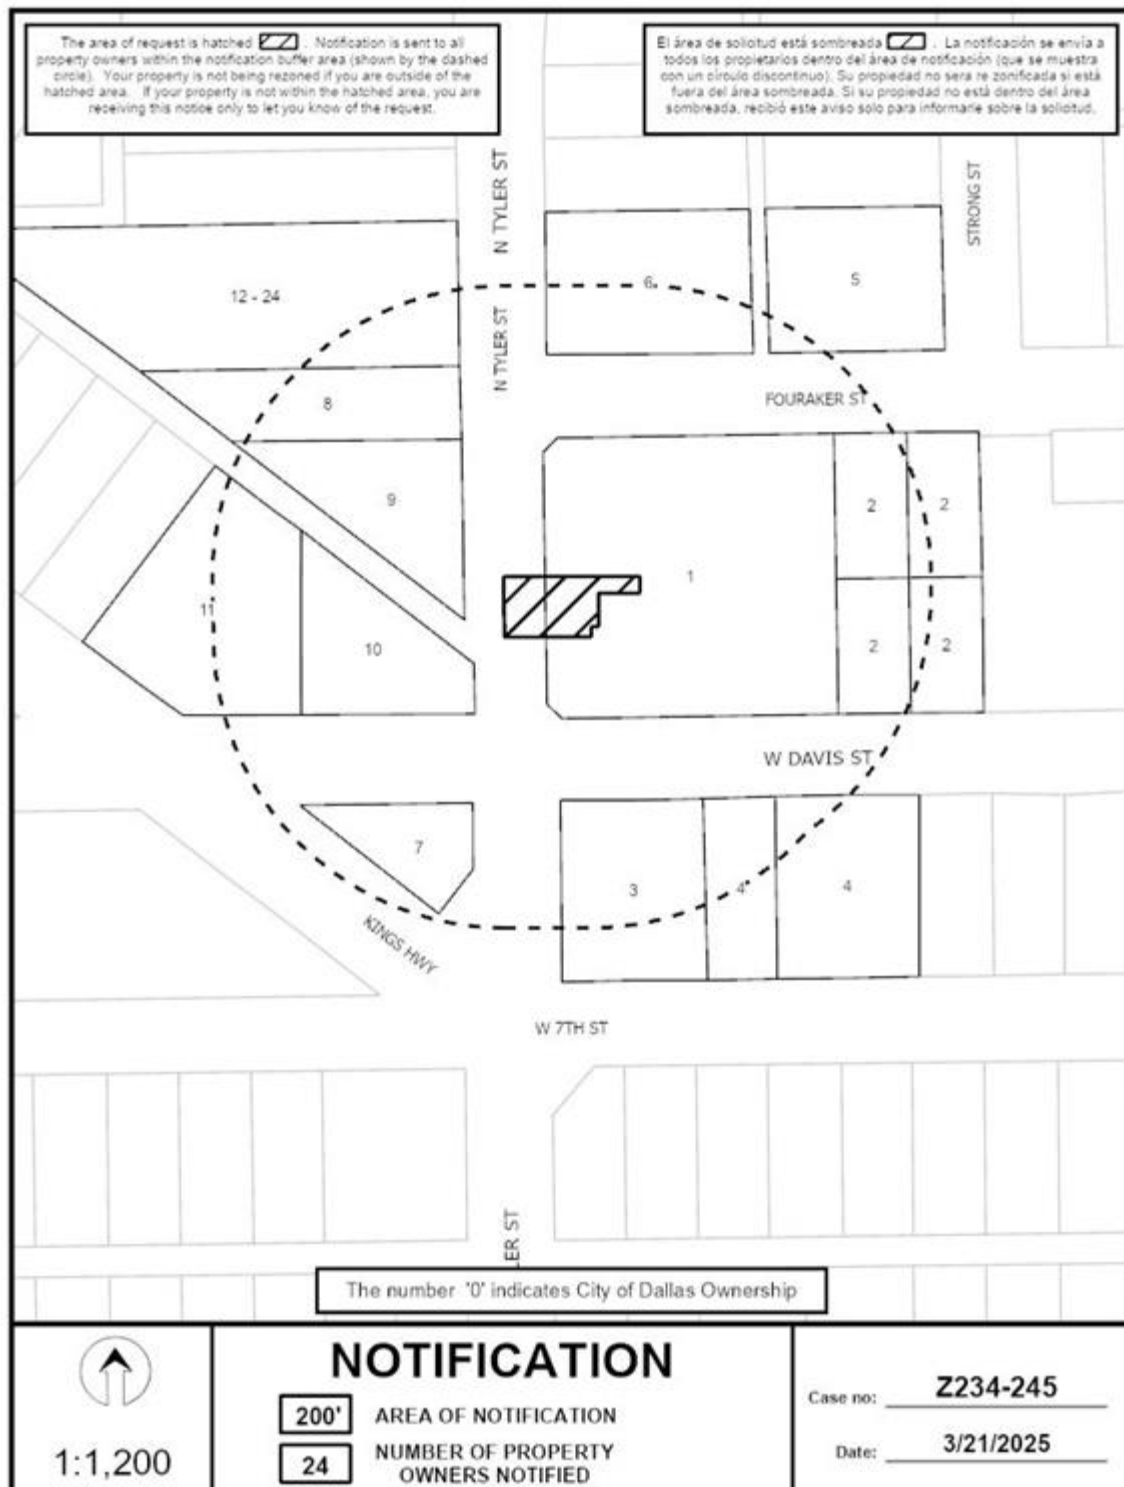 The area of request is hatched . Notification is sent to all
property owners within the notification buffer area (shown by the dashed
circle). Your property is not being rezoned if you are outside of the
hatched area. If your property is not within the hatched area, you are
receiving this notice only to let you know of the request.
El área de solicitud está sombreada . La notificación se envía a
todos los propietarios dentro del área de notificación (que se muestra
con un círculo discontinuo). Su propiedad no sera re zonificada si está
fuera del área sombreada. Si su propiedad no está dentro del área
sombreada, recibió este aviso solo para informarle sobre la solicitud.
N TYLER ST
STRONG ST
12 - 24
6
5
N TYLER ST
8
FOURAKER ST
9
2
2
1
11
10
2
2
W DAVIS ST
7
3
4
4
KINGS HWY
W 7TH ST
LER ST
The number '0' indicates City of Dallas Ownership
1:1,200
NOTIFICATION
200' AREA OF NOTIFICATION
24 NUMBER OF PROPERTY
OWNERS NOTIFIED
Case no: Z234-245
Date: 3/21/2025